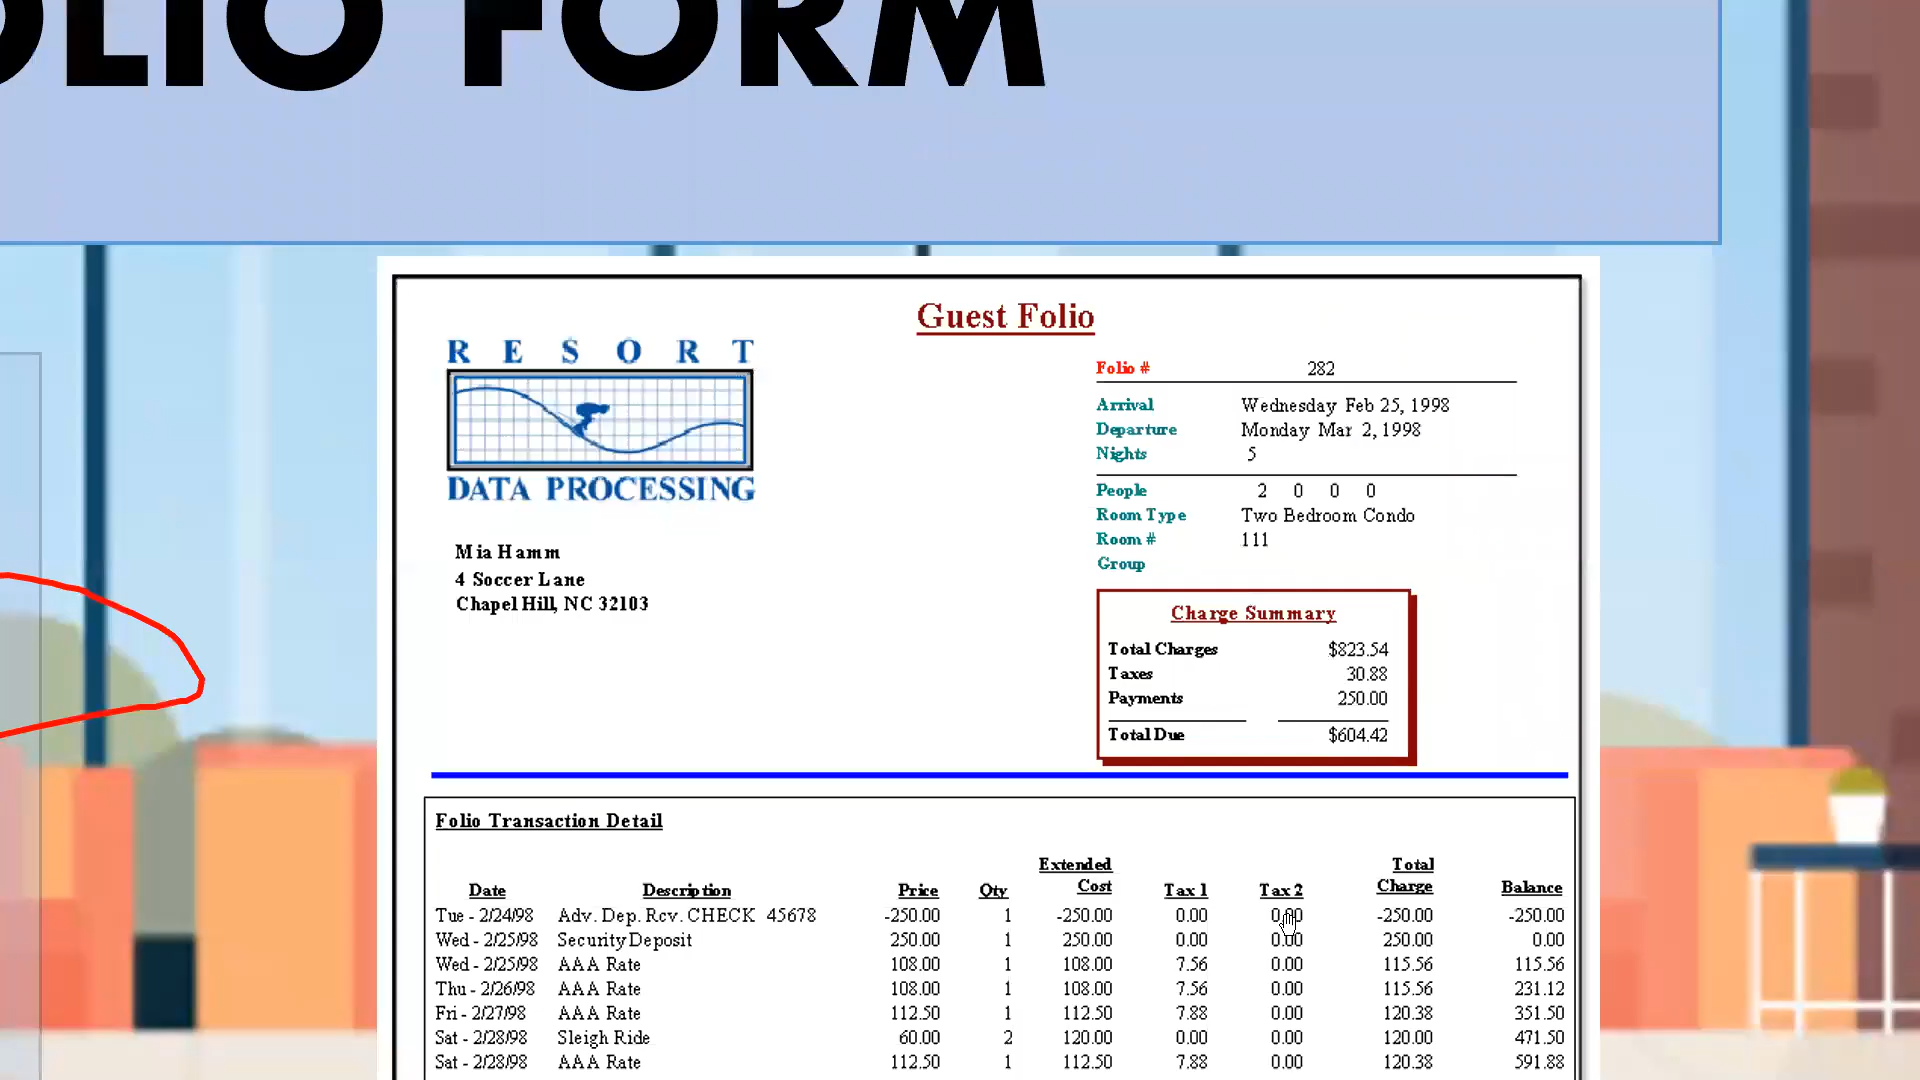 OLIO FORM
Guest Folio
RESORT
DATA PROCESSING
Mia Hamm
4 Soccer Lane
Chapel Hill, NC 32103
Folio # 282
Arrival Wednesday Feb 25, 1998
Departure Monday Mar 2, 1998
Nights 5
People 2 0 0 0
Room Type Two Bedroom Condo
Room # 111
Group
Charge Summary
Total Charges $823.54
Taxes 30.88
Payments 250.00
Total Due $604.42
Folio Transaction Detail
Date Description Price Qty Extended Cost Tax 1 Tax 2 Total Charge Balance
Tue - 2/24/98 Adv. Dep. Rcv. CHECK 45678 -250.00 1 -250.00 0.00 0.00 -250.00 -250.00
Wed - 2/25/98 Security Deposit 250.00 1 250.00 0.00 0.00 250.00 0.00
Wed - 2/25/98 AAA Rate 108.00 1 108.00 7.56 0.00 115.56 115.56
Thu - 2/26/98 AAA Rate 108.00 1 108.00 7.56 0.00 115.56 231.12
Fri - 2/27/98 AAA Rate 112.50 1 112.50 7.88 0.00 120.38 351.50
Sat - 2/28/98 Sleigh Ride 60.00 2 120.00 0.00 0.00 120.00 471.50
Sat - 2/28/98 AAA Rate 112.50 1 112.50 7.88 0.00 120.38 591.88